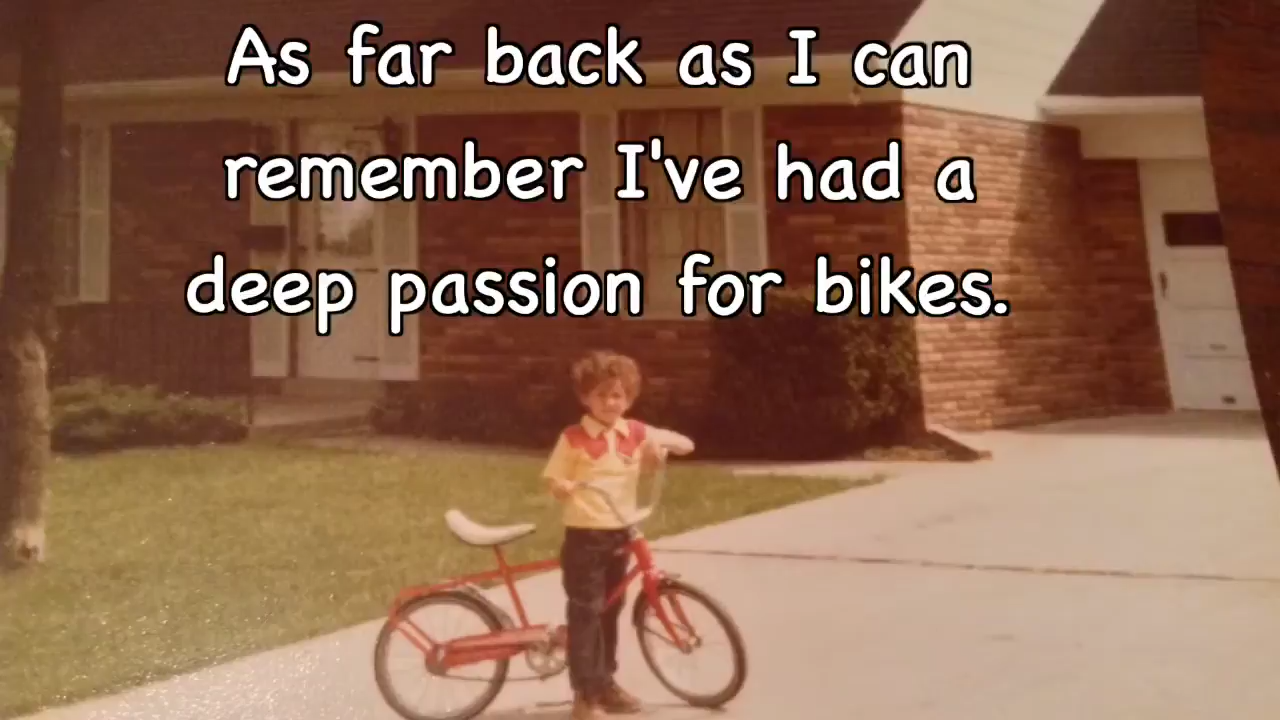 As far back as I can
remember I've had a
deep passion for bikes.